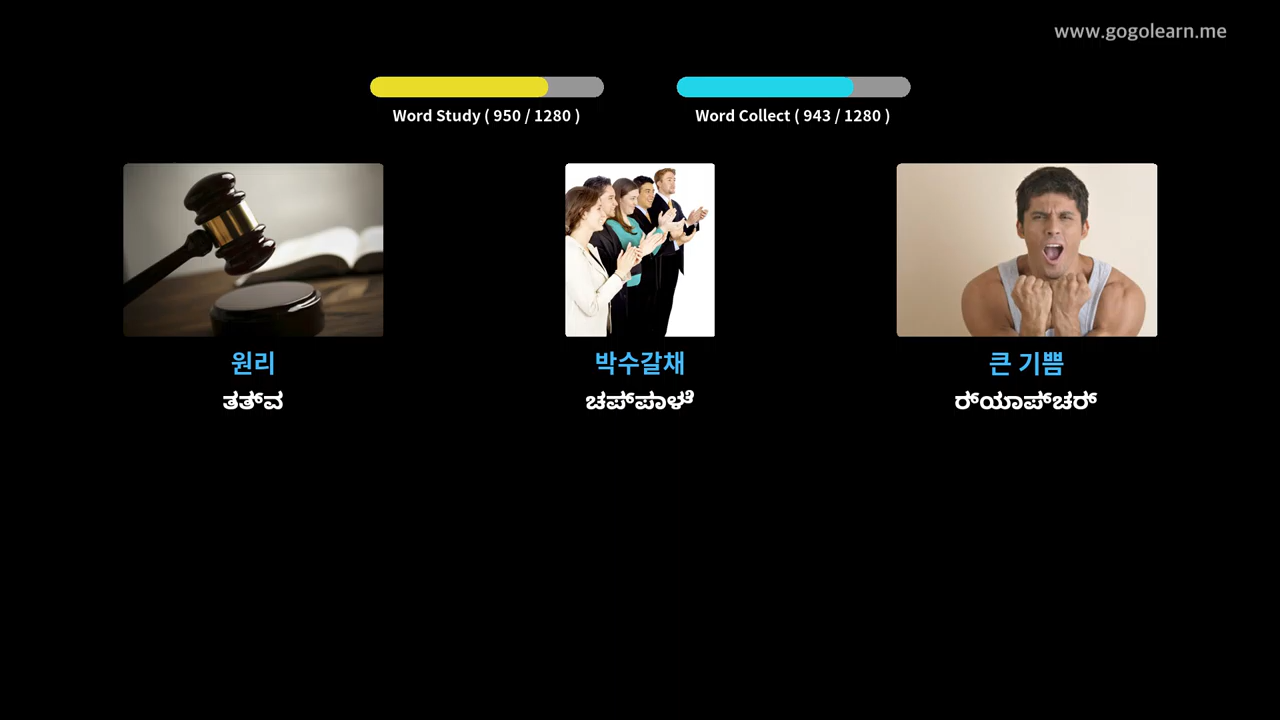 www.gogolearn.me
Word Study ( 950 / 1280 )
Word Collect ( 943 / 1280 )
원리
박수갈채
큰 기쁨
ತತ್‌ವ
ಚಪ್‌ಪಾಳೆ
ರ್‌ಯಾಪ್‌ಚರ್